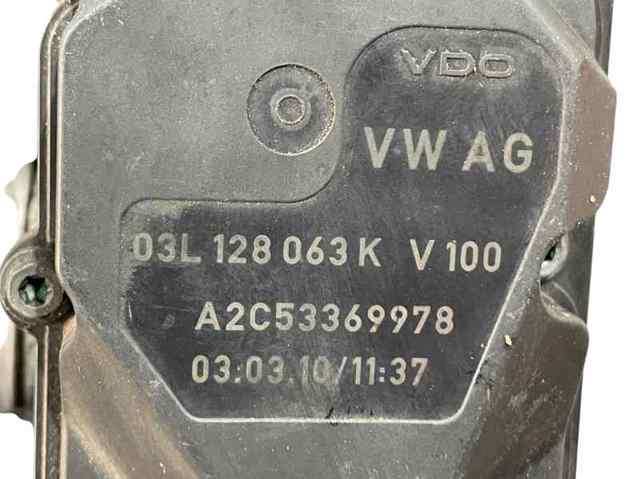 VDO
VW AG
03L 128 063 K V 100
A2C53369978
03.03.10/11:37